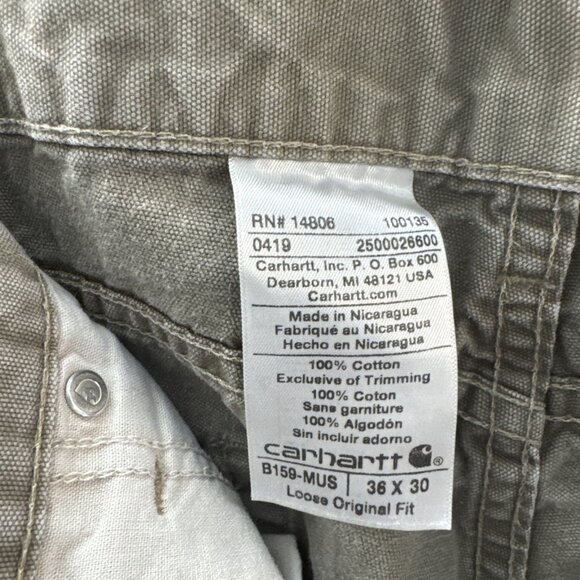 RN# 14806 100135
0419 2500026600
Carhartt, Inc. P. O. Box 600
Dearborn, MI 48121 USA
Carhartt.com
Made in Nicaragua
Fabriqué au Nicaragua
Hecho en Nicaragua
100% Cotton
Exclusive of Trimming
100% Coton
Sans garniture
100% Algodón
Sin incluir adorno
carhartt ®
B159-MUS 36 X 30
Loose Original Fit